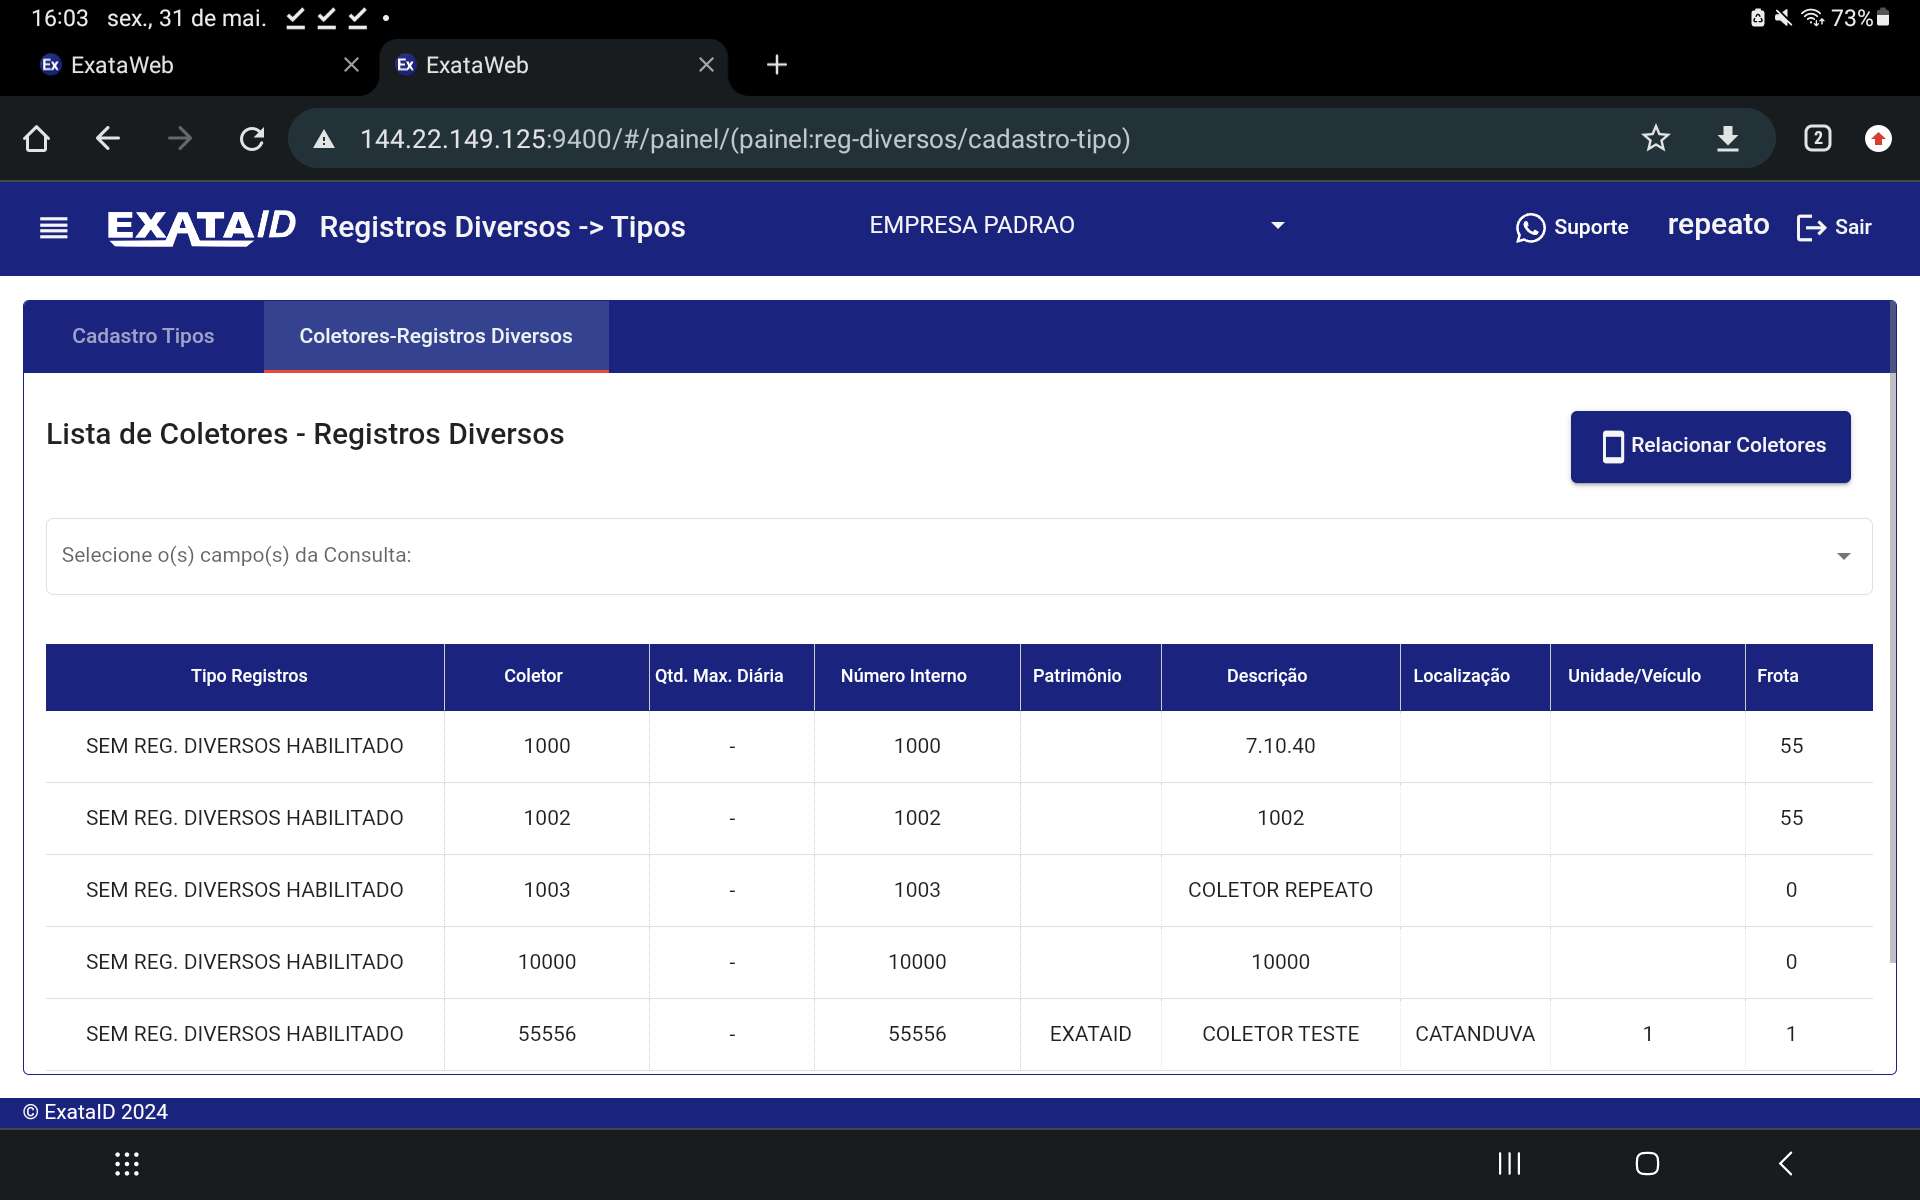 16:03 sex., 31 de mai. 73%
Ex ExataWeb Ex ExataWeb
144.22.149.125:9400/#/painel/(painel:reg-diversos/cadastro-tipo) 2
EXATA/D Registros Diversos -> Tipos EMPRESA PADRAO Suporte repeato Sair
Cadastro Tipos Coletores-Registros Diversos
Lista de Coletores - Registros Diversos Relacionar Coletores
Selecione o(s) campo(s) da Consulta:
Tipo Registros Coletor Qtd. Max. Diária Número Interno Patrimônio Descrição Localização Unidade/Veículo Frota
SEM REG. DIVERSOS HABILITADO 1000 - 1000 7.10.40 55
SEM REG. DIVERSOS HABILITADO 1002 - 1002 1002 55
SEM REG. DIVERSOS HABILITADO 1003 - 1003 COLETOR REPEATO 0
SEM REG. DIVERSOS HABILITADO 10000 - 10000 10000 0
SEM REG. DIVERSOS HABILITADO 55556 - 55556 EXATAID COLETOR TESTE CATANDUVA 1 1
© ExataID 2024